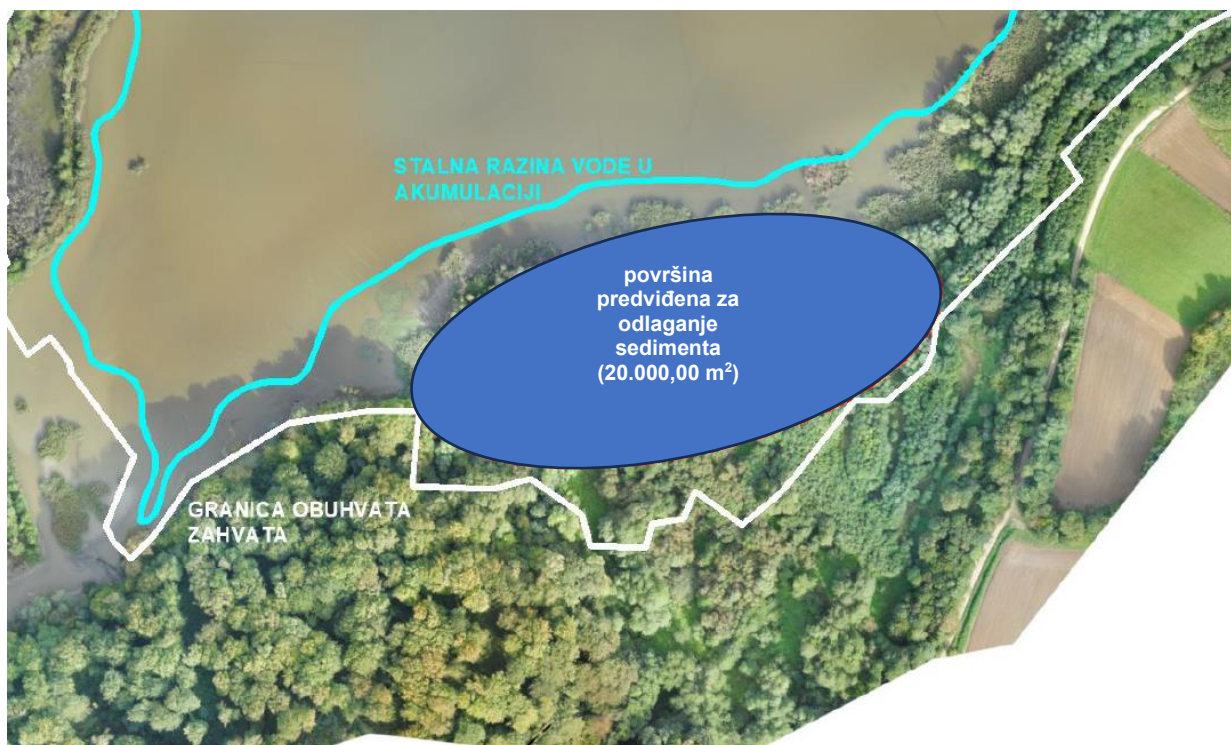 STALNA RAZINA VODE U
AKUMULACIJI
površina
predviđena za
odlaganje
sedimenta
(20.000,00 m²)
GRANICA OBUHVATA
ZAHVATA